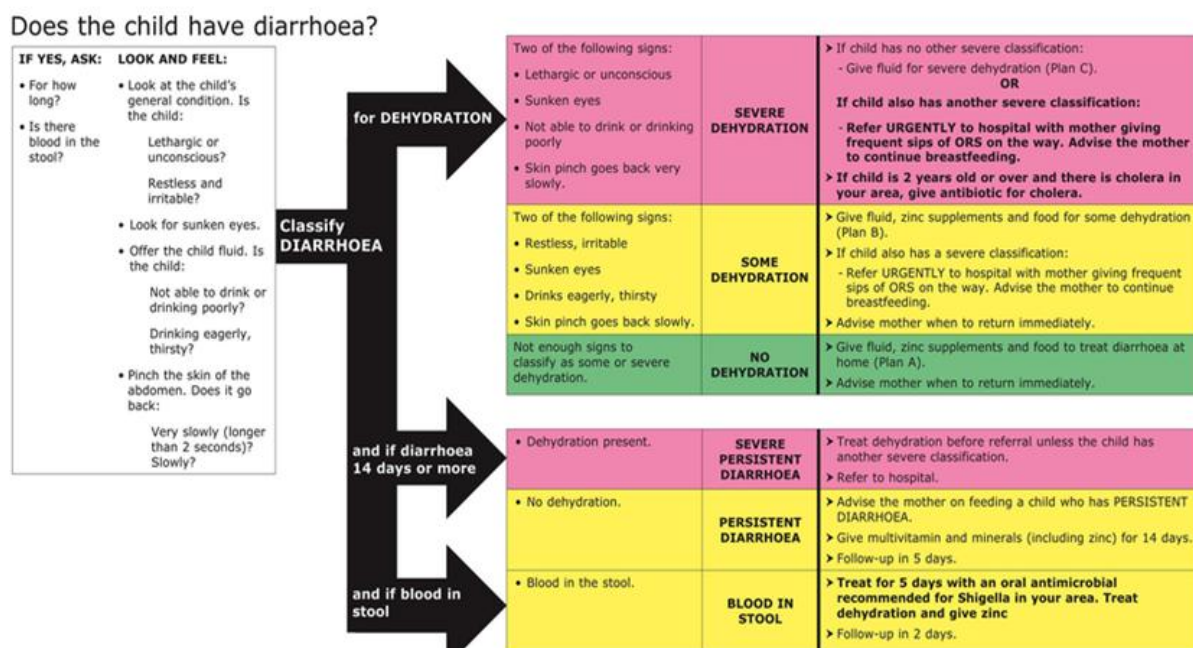 Does the child have diarrhoea?
IF YES, ASK:
• For how
long?
• Is there
blood in the
stool?
LOOK AND FEEL:
• Look at the child's
general condition. Is
the child:
Lethargic or
unconscious?
Restless and
irritable?
• Look for sunken eyes.
• Offer the child fluid. Is
the child:
Not able to drink or
drinking poorly?
Drinking eagerly,
thirsty?
• Pinch the skin of the
abdomen. Does it go
back:
Very slowly (longer
than 2 seconds)?
Slowly?
Classify
DIARRHOEA
for DEHYDRATION
Two of the following signs:
• Lethargic or unconscious
• Sunken eyes
• Not able to drink or drinking
poorly
• Skin pinch goes back very
slowly.
SEVERE
DEHYDRATION
➤ If child has no other severe classification:
- Give fluid for severe dehydration (Plan C).
OR
If child also has another severe classification:
- Refer URGENTLY to hospital with mother giving
frequent sips of ORS on the way. Advise the mother
to continue breastfeeding.
➤ If child is 2 years old or over and there is cholera in
your area, give antibiotic for cholera.
Two of the following signs:
• Restless, irritable
• Sunken eyes
• Drinks eagerly, thirsty
• Skin pinch goes back slowly.
SOME
DEHYDRATION
➤ Give fluid, zinc supplements and food for some dehydration
(Plan B).
➤ If child also has a severe classification:
- Refer URGENTLY to hospital with mother giving frequent
sips of ORS on the way. Advise the mother to continue
breastfeeding.
➤ Advise mother when to return immediately.
Not enough signs to
classify as some or severe
dehydration.
NO
DEHYDRATION
➤ Give fluid, zinc supplements and food to treat diarrhoea at
home (Plan A).
➤ Advise mother when to return immediately.
and if diarrhoea
14 days or more
• Dehydration present.
SEVERE
PERSISTENT
DIARRHOEA
➤ Treat dehydration before referral unless the child has
another severe classification.
➤ Refer to hospital.
• No dehydration.
PERSISTENT
DIARRHOEA
➤ Advise the mother on feeding a child who has PERSISTENT
DIARRHOEA.
➤ Give multivitamin and minerals (including zinc) for 14 days.
➤ Follow-up in 5 days.
and if blood in
stool
• Blood in the stool.
BLOOD IN
STOOL
➤ Treat for 5 days with an oral antimicrobial
recommended for Shigella in your area. Treat
dehydration and give zinc
➤ Follow-up in 2 days.